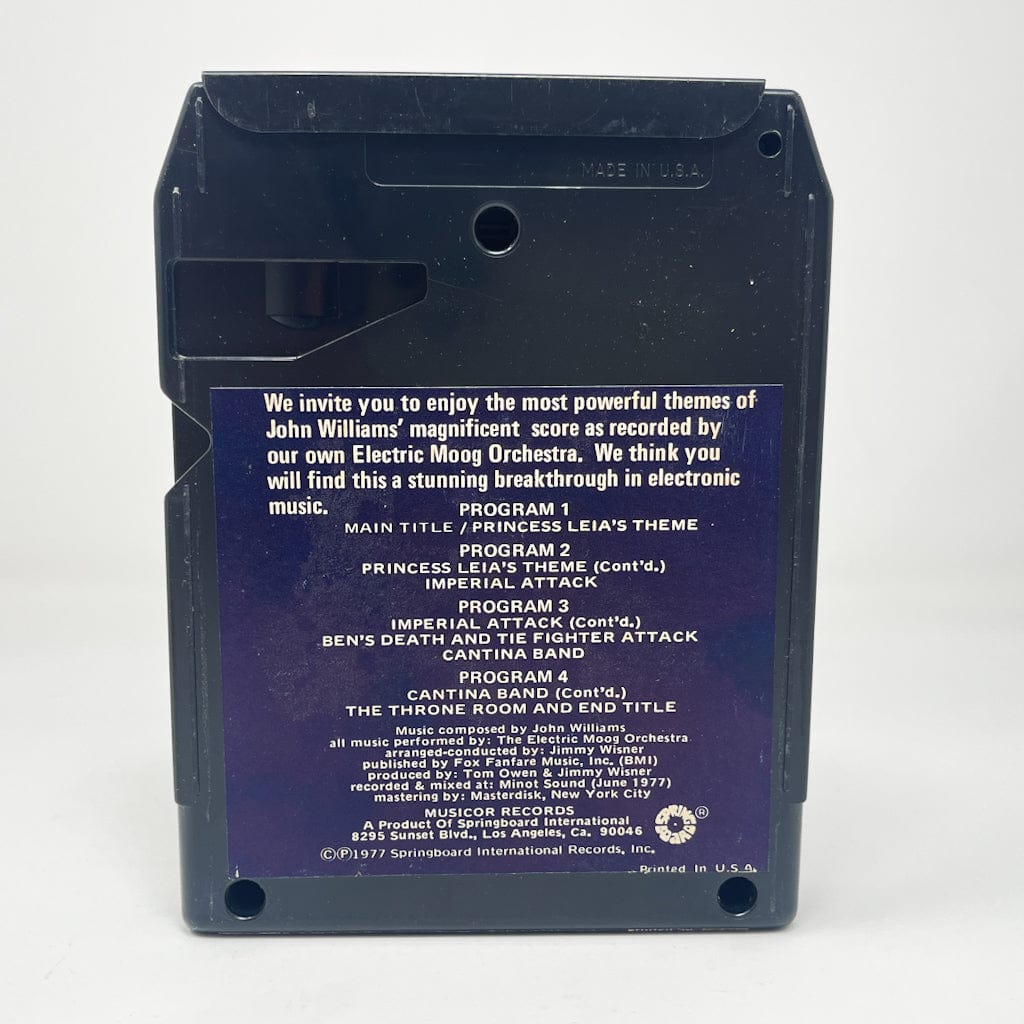 MADE IN U.S.A.
We invite you to enjoy the most powerful themes of
John Williams' magnificent score as recorded by
our own Electric Moog Orchestra. We think you
will find this a stunning breakthrough in electronic
music.
PROGRAM 1
MAIN TITLE / PRINCESS LEIA'S THEME
PROGRAM 2
PRINCESS LEIA'S THEME (Cont'd.)
IMPERIAL ATTACK
PROGRAM 3
IMPERIAL ATTACK (Cont'd.)
BEN'S DEATH AND TIE FIGHTER ATTACK
CANTINA BAND
PROGRAM 4
CANTINA BAND (Cont'd.)
THE THRONE ROOM AND END TITLE
Music composed by John Williams
all music performed by: The Electric Moog Orchestra
arranged-conducted by: Jimmy Wisner
published by Fox Fanfare Music, Inc. (BMI)
produced by: Tom Owen & Jimmy Wisner
recorded & mixed at: Minot Sound (June 1977)
mastering by: Masterdisk, New York City
MUSICOR RECORDS
A Product Of Springboard International
8295 Sunset Blvd., Los Angeles, Ca. 90046
SPRINGBOARD ®
©℗1977 Springboard International Records, Inc.
Printed In U.S.A.